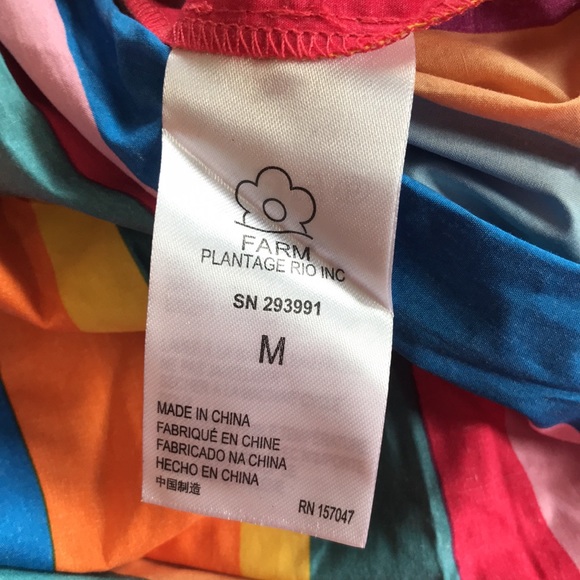 FARM
PLANTAGE RIO INC
SN 293991
M
MADE IN CHINA
FABRIQUÉ EN CHINE
FABRICADO NA CHINA
HECHO EN CHINA
中国制造
RN 157047